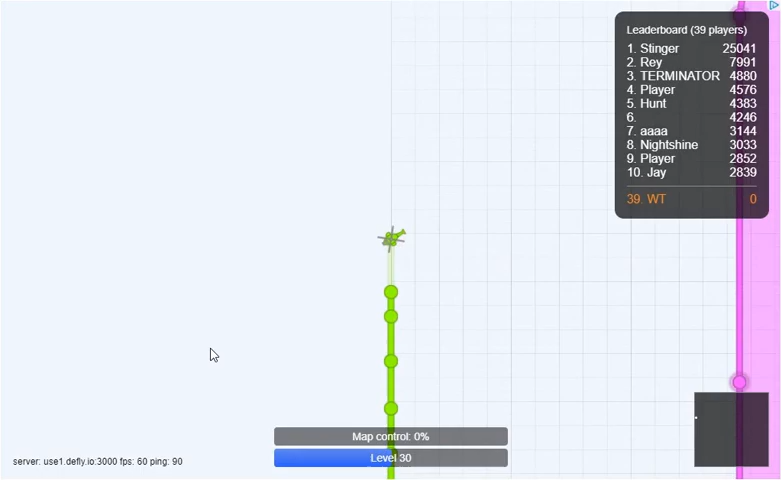 Leaderboard (39 players)
1. Stinger 25041
2. Rey 7991
3. TERMINATOR 4880
4. Player 4576
5. Hunt 4383
6. 4246
7. aaaa 3144
8. Nightshine 3033
9. Player 2852
10. Jay 2839
39 WT 0
Map control: 0%
Level 30
server: use1.defly.io:3000 fps: 60 ping: 90